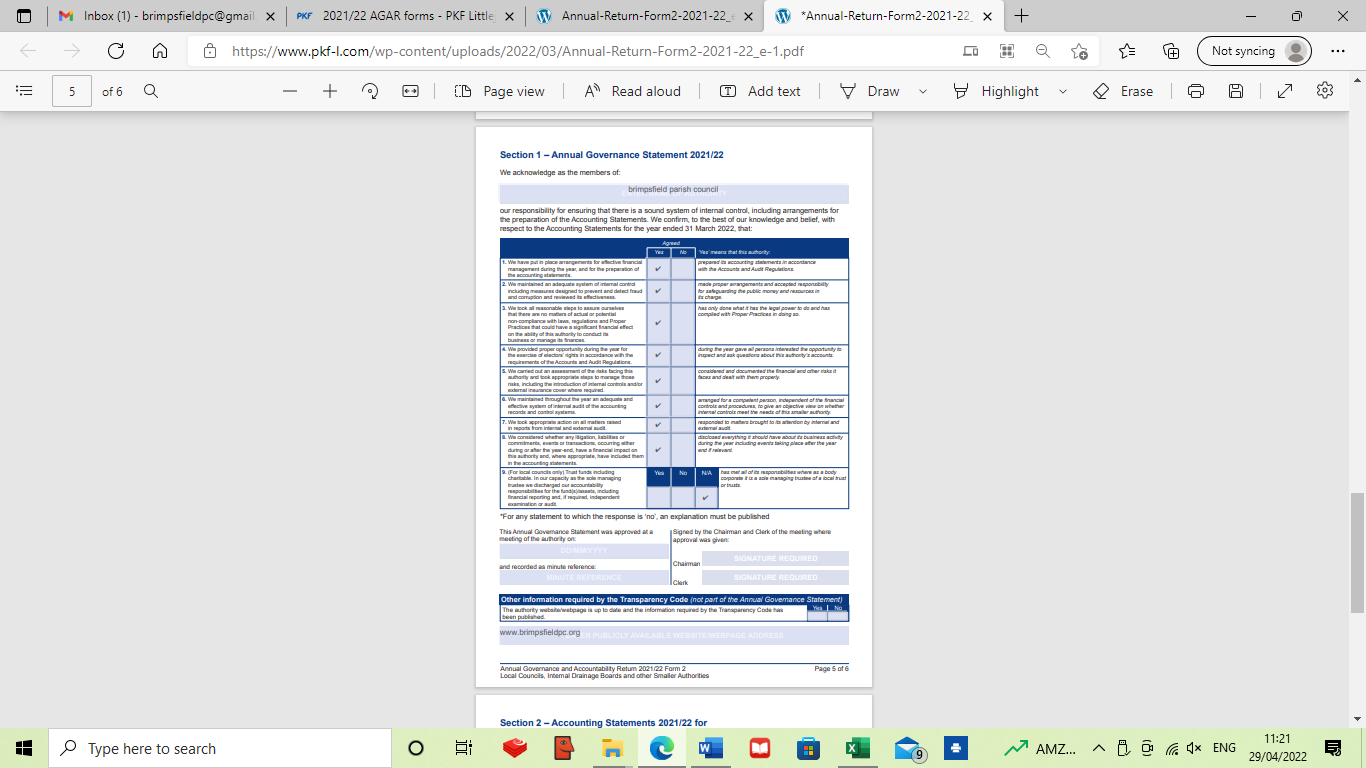 Inbox (1) - brimpsfieldpc@gmail.
PKF 2021/22 AGAR forms - PKF Little
Annual-Return-Form2-2021-22_e
*Annual-Return-Form2-2021-22_
https://www.pkf-l.com/wp-content/uploads/2022/03/Annual-Return-Form2-2021-22_e-1.pdf
Not syncing
5 of 6
Page view
Read aloud
Add text
Draw
Highlight
Erase
Section 1 – Annual Governance Statement 2021/22
We acknowledge as the members of:
brimpsfield parish council
our responsibility for ensuring that there is a sound system of internal control, including arrangements for
the preparation of the Accounting Statements. We confirm, to the best of our knowledge and belief, with
respect to the Accounting Statements for the year ended 31 March 2022, that:
Agreed
Yes No 'Yes' means that this authority:
1. We have put in place arrangements for effective financial
management during the year, and for the preparation of
the accounting statements.
✔
prepared its accounting statements in accordance
with the Accounts and Audit Regulations.
2. We maintained an adequate system of internal control
including measures designed to prevent and detect fraud
and corruption and reviewed its effectiveness.
✔
made proper arrangements and accepted responsibility
for safeguarding the public money and resources in
its charge.
3. We took all reasonable steps to assure ourselves
that there are no matters of actual or potential
non-compliance with laws, regulations and Proper
Practices that could have a significant financial effect
on the ability of this authority to conduct its
business or manage its finances.
✔
has only done what it has the legal power to do and has
complied with Proper Practices in doing so.
4. We provided proper opportunity during the year for
the exercise of electors' rights in accordance with the
requirements of the Accounts and Audit Regulations.
✔
during the year gave all persons interested the opportunity to
inspect and ask questions about this authority's accounts.
5. We carried out an assessment of the risks facing this
authority and took appropriate steps to manage those
risks, including the introduction of internal controls and/or
external insurance cover where required.
✔
considered and documented the financial and other risks it
faces and dealt with them properly.
6. We maintained throughout the year an adequate and
effective system of internal audit of the accounting
records and control systems.
✔
arranged for a competent person, independent of the financial
controls and procedures, to give an objective view on whether
internal controls meet the needs of this smaller authority.
7. We took appropriate action on all matters raised
in reports from internal and external audit.
✔
responded to matters brought to its attention by internal and
external audit.
8. We considered whether any litigation, liabilities or
commitments, events or transactions, occurring either
during or after the year-end, have a financial impact on
this authority and, where appropriate, have included them
in the accounting statements.
✔
disclosed everything it should have about its business activity
during the year including events taking place after the year
end if relevant.
9. (For local councils only) Trust funds including
charitable. In our capacity as the sole managing
trustee we discharged our accountability
responsibilities for the fund(s)/assets, including
financial reporting and, if required, independent
examination or audit.
Yes No N/A
✔
has met all of its responsibilities where as a body
corporate it is a sole managing trustee of a local trust
or trusts.
*For any statement to which the response is 'no', an explanation must be published
This Annual Governance Statement was approved at a
meeting of the authority on:
DD/MM/YYYY
and recorded as minute reference:
MINUTE REFERENCE
Signed by the Chairman and Clerk of the meeting where
approval was given:
Chairman SIGNATURE REQUIRED
Clerk SIGNATURE REQUIRED
Other information required by the Transparency Code (not part of the Annual Governance Statement)
The authority website/webpage is up to date and the information required by the Transparency Code has
been published.
Yes No
www.brimpsfieldpc.org PUBLICLY AVAILABLE WEBSITE/WEBPAGE ADDRESS
Annual Governance and Accountability Return 2021/22 Form 2
Local Councils, Internal Drainage Boards and other Smaller Authorities
Page 5 of 6
Section 2 – Accounting Statements 2021/22 for
Type here to search
9
AMZ...
ENG
11:21
29/04/2022